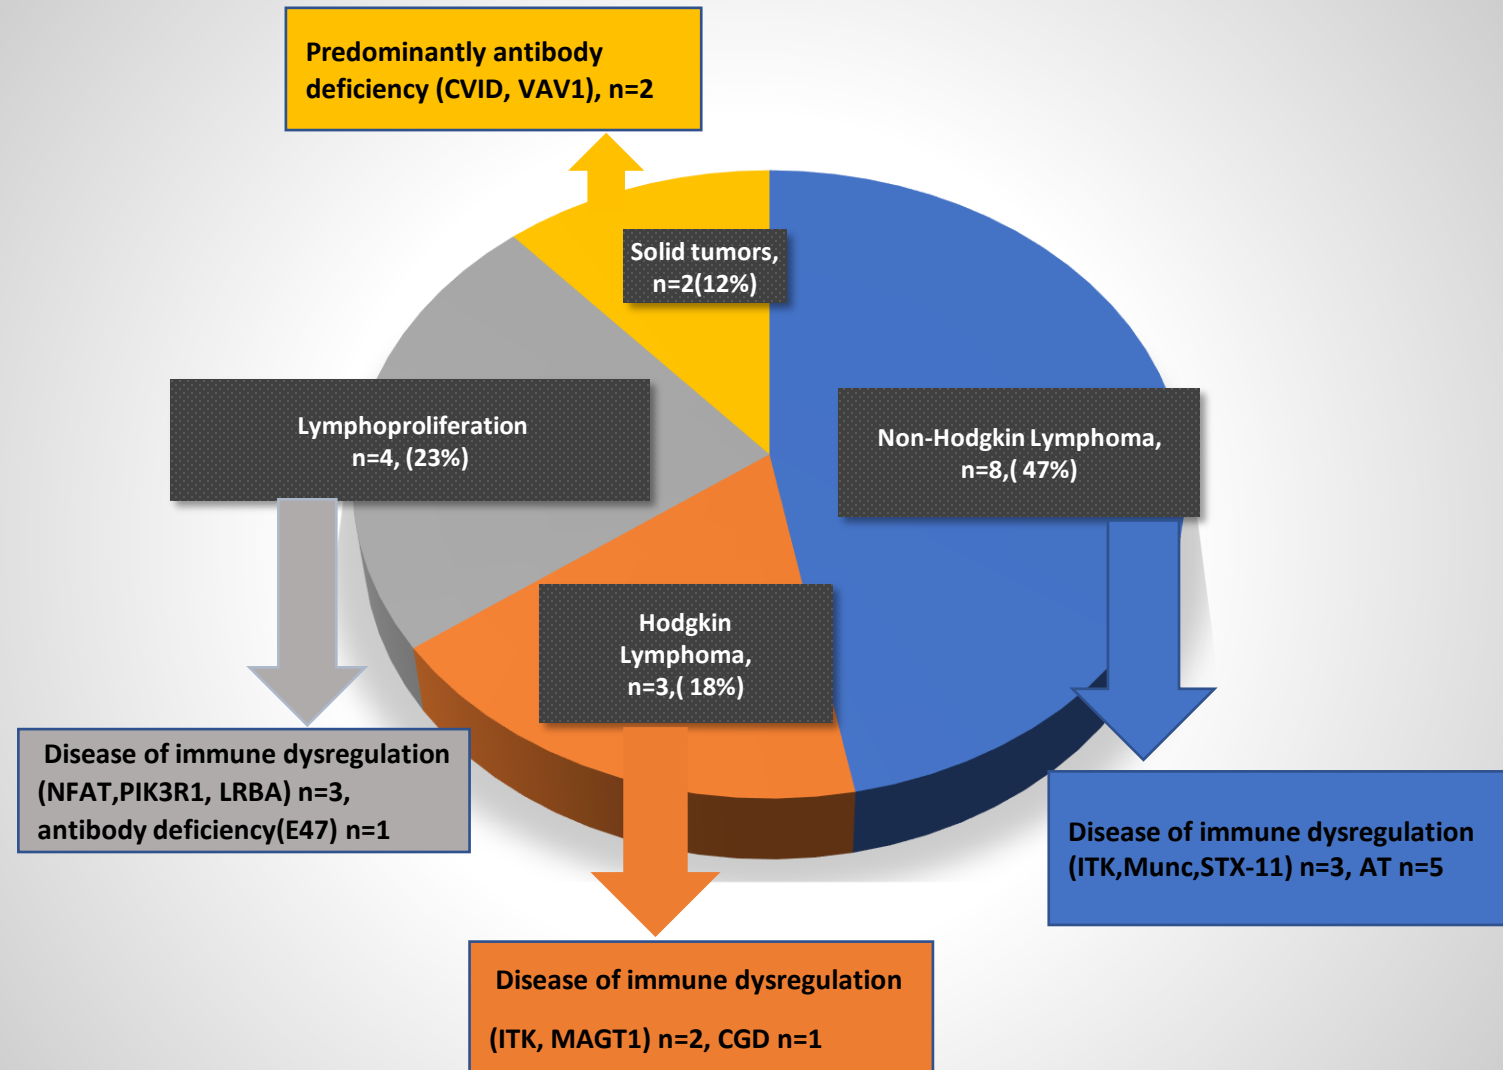 Predominantly antibody
deficiency (CVID, VAV1), n=2
Solid tumors,
n=2(12%)
Lymphoproliferation
n=4, (23%)
Non-Hodgkin Lymphoma,
n=8,( 47%)
Hodgkin
Lymphoma,
n=3,( 18%)
Disease of immune dysregulation
(NFAT,PIK3R1, LRBA) n=3,
antibody deficiency(E47) n=1
Disease of immune dysregulation
(ITK,Munc,STX-11) n=3, AT n=5
Disease of immune dysregulation
(ITK, MAGT1) n=2, CGD n=1